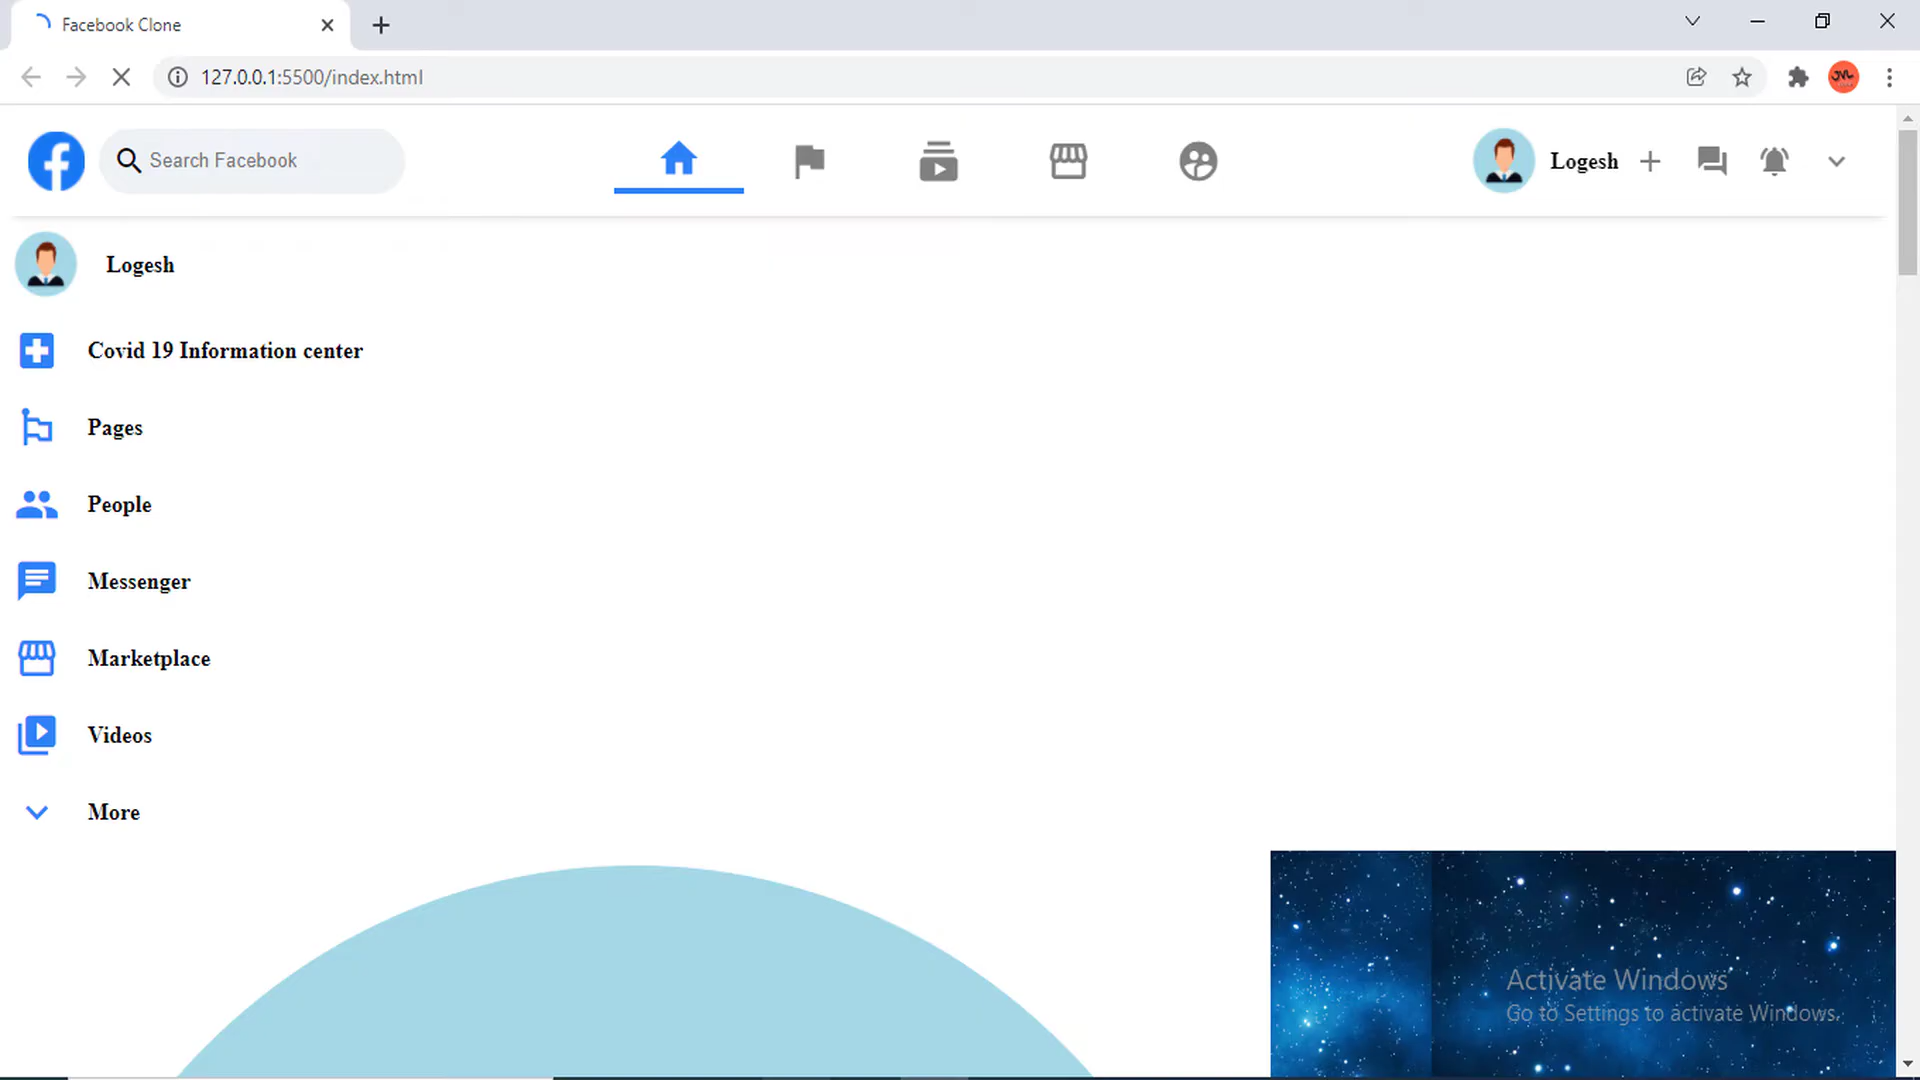 Facebook Clone
127.0.0.1:5500/index.html
Search Facebook
Logesh
Logesh
Covid 19 Information center
Pages
People
Messenger
Marketplace
Videos
More
Activate Windows
Go to Settings to activate Windows.